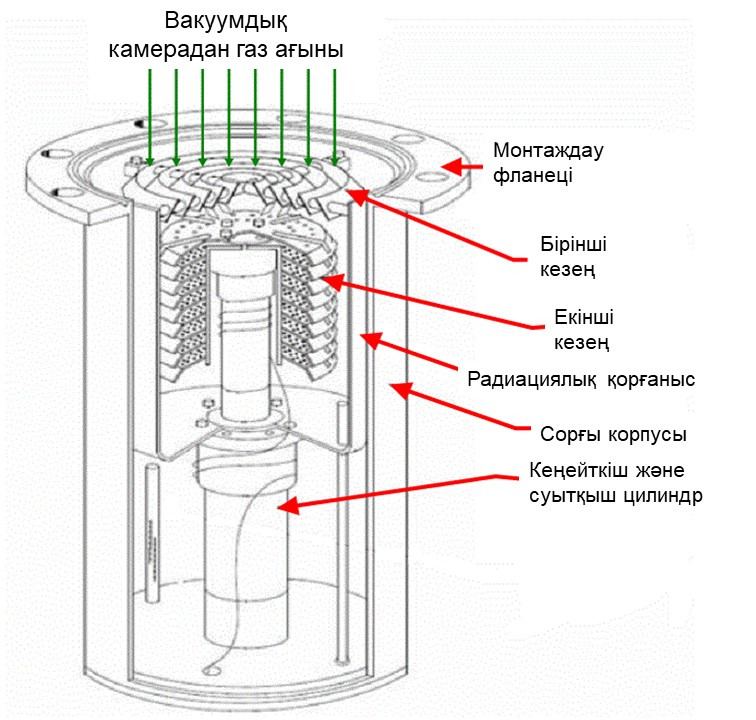 Вакуумдық
камерадан газ ағыны
Монтаждау
фланеці
Бірінші
кезең
Екінші
кезең
Радиациялық қорғаныс
Сорғы корпусы
Кеңейткіш және
суытқыш цилиндр